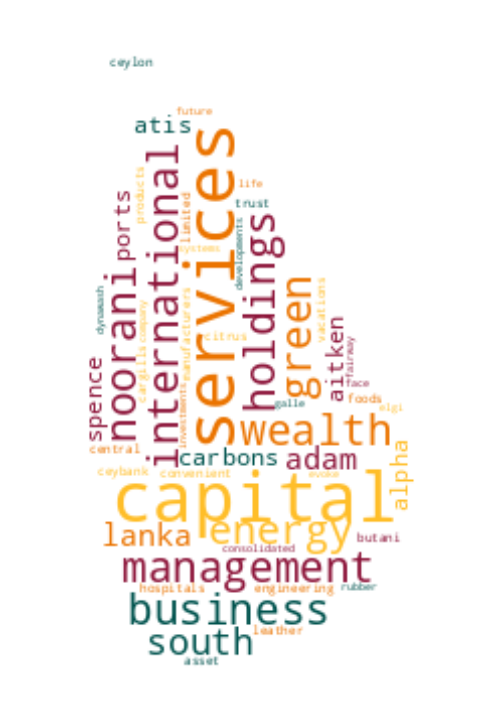 ceylon
future
atis
services
international
products
life
limited
ports
trust
holdings
developments
systems
noorani
green
vacations
dynawash
manufacturers
company
cargills
citrus
aitken
fairway
spence
face
investments
foods
galle
elgi
wealth
central
carbons
adam
alpha
ceybank
convenient
evoke
capital
energy
lanka
butani
consolidated
management
hospitals
engineering
rubber
business
south
leather
asset